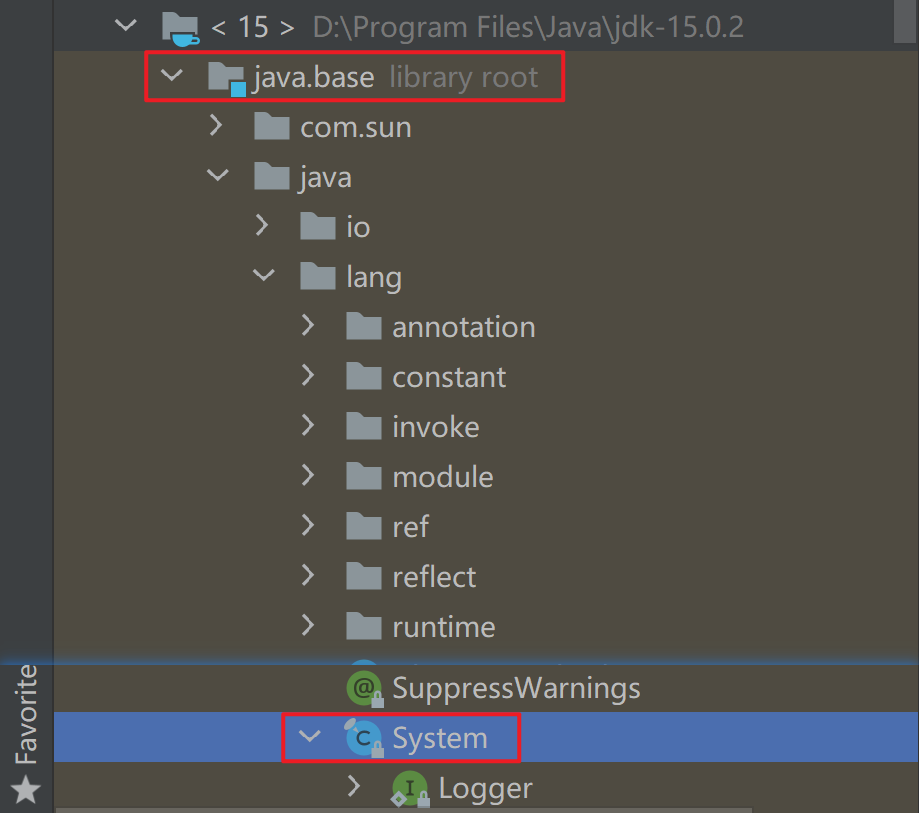 < 15 > D:\Program Files\Java\jdk-15.0.2
java.base library root
com.sun
java
io
lang
annotation
constant
invoke
module
ref
reflect
runtime
@ SuppressWarnings
C System
I Logger
Favorite